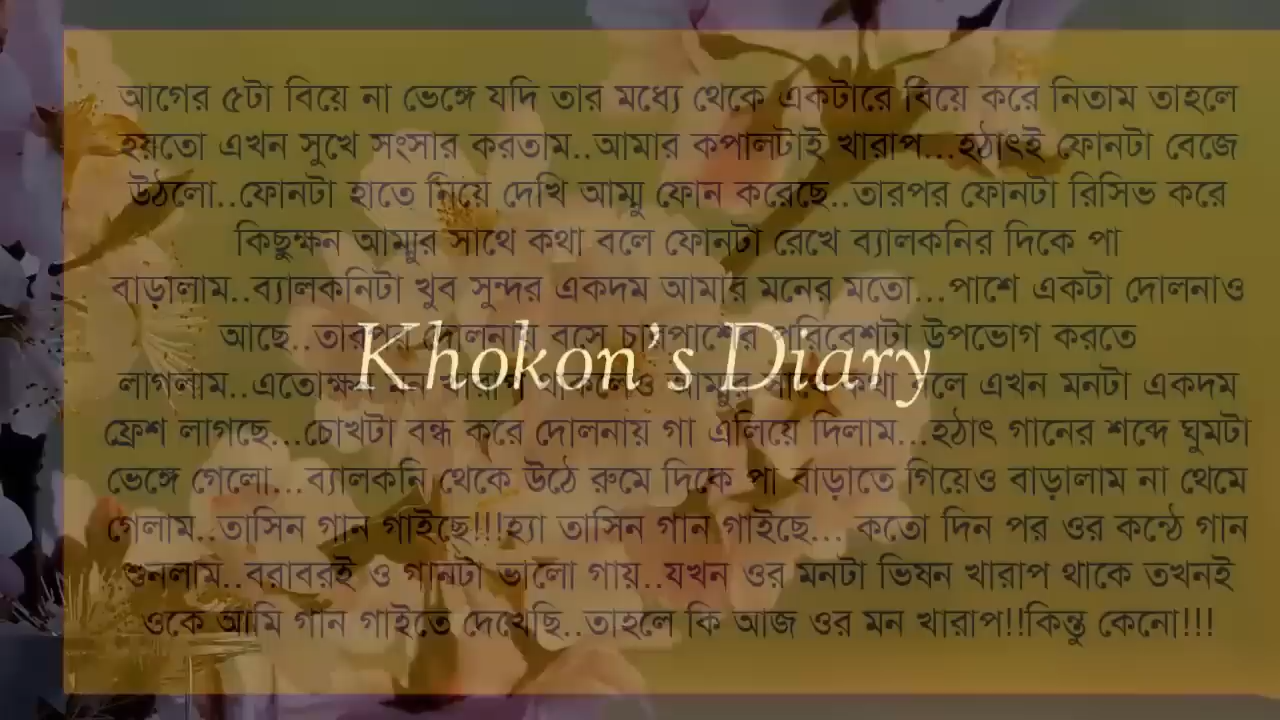 আগের ৫টা বিয়ে না ভেঙ্গে যদি তার মধ্যে থেকে একটারে বিয়ে করে নিতাম তাহলে
হয়তো এখন সুখে সংসার করতাম..আমার কপালটাই খারাপ...হঠাৎই ফোনটা বেজে
উঠলো..ফোনটা হাতে নিয়ে দেখি আম্মু ফোন করেছে..তারপর ফোনটা রিসিভ করে
কিছুক্ষন আম্মুর সাথে কথা বলে ফোনটা রেখে ব্যালকনির দিকে পা
বাড়ালাম..ব্যালকনিটা খুব সুন্দর একদম আমার মনের মতো...পাশে একটা দোলনাও
আছে..তারপর দোলনায় বসে চারপাশের পরিবেশটা উপভোগ করতে
Khokon's Diary
লাগলাম..এতোক্ষন খারাপ থাকলেও আম্মুর সাথে কথা বলে এখন মনটা একদম
ফ্রেশ লাগছে...চোখটা বন্ধ করে দোলনায় গা এলিয়ে দিলাম...হঠাৎ গানের শব্দে ঘুমটা
ভেঙ্গে গেলো...ব্যালকনি থেকে উঠে রুমে দিকে পা বাড়াতে গিয়েও বাড়ালাম না থেমে
গেলাম..তাসিন গান গাইছে!!!হ্যা তাসিন গান গাইছে... কতো দিন পর ওর কন্ঠে গান
শুনলাম..বরাবরই ও গানটা ভালো গায়..যখন ওর মনটা ভিষন খারাপ থাকে তখনই
ওকে আমি গান গাইতে দেখেছি..তাহলে কি আজ ওর মন খারাপ!!কিন্তু কেনো!!!